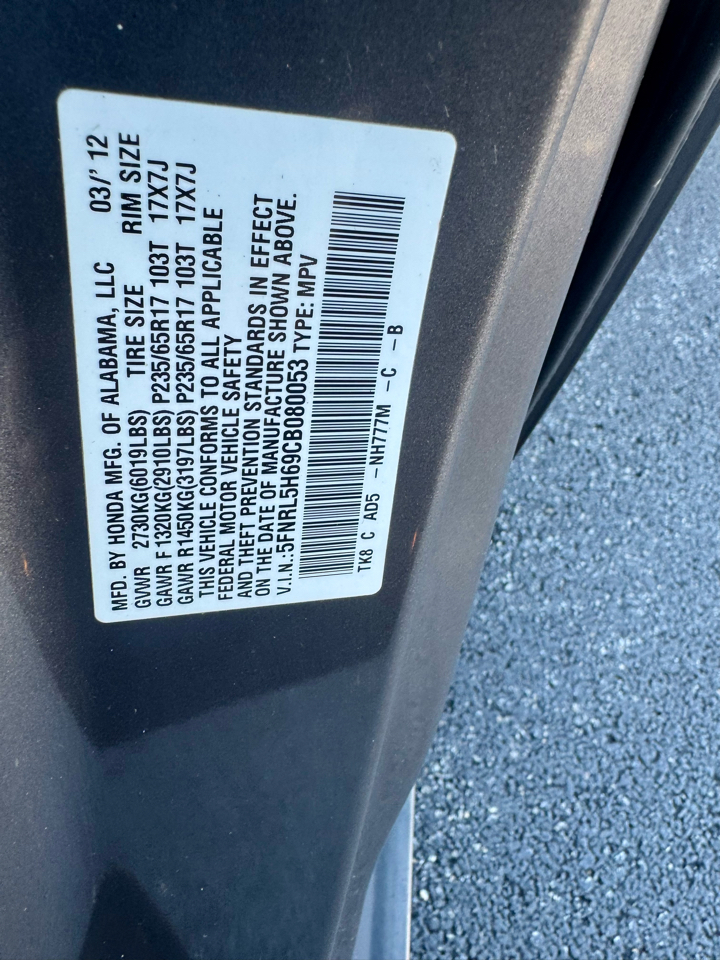 MFD. BY HONDA MFG. OF ALABAMA, LLC 03/' 12
GVWR 2730KG(6019LBS) TIRE SIZE RIM SIZE
GAWR F 1320KG(2910LBS) P235/65R17 103T 17X7J
GAWR R1450KG(3197LBS) P235/65R17 103T 17X7J
THIS VEHICLE CONFORMS TO ALL APPLICABLE
FEDERAL MOTOR VEHICLE SAFETY
AND THEFT PREVENTION STANDARDS IN EFFECT
ON THE DATE OF MANUFACTURE SHOWN ABOVE.
V.I.N.:5FNRL5H69CB080053 TYPE: MPV
TK8 C AD5 -NH777M -C -B